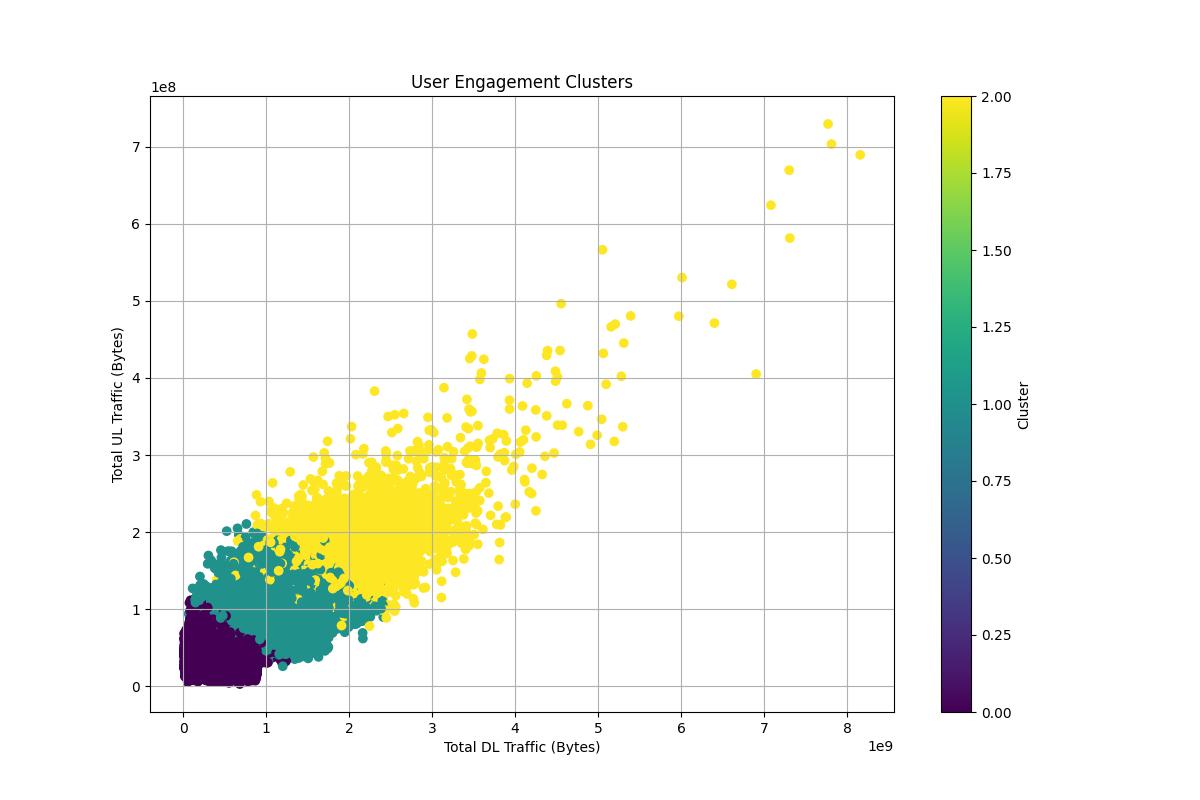 User Engagement Clusters
1e8
7
6
5
4
3
2
1
0
Total UL Traffic (Bytes)
0 1 2 3 4 5 6 7 8
1e9
Total DL Traffic (Bytes)
2.00
1.75
1.50
1.25
1.00
0.75
0.50
0.25
0.00
Cluster